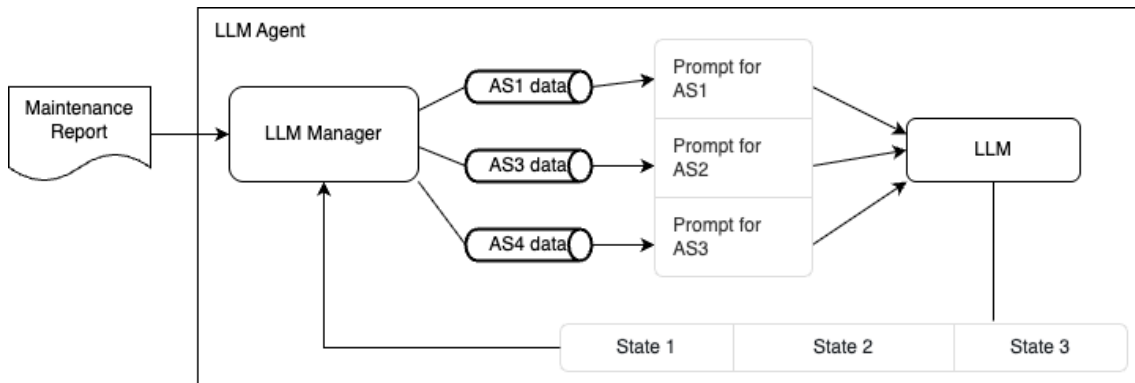 LLM Agent
Maintenance
Report
LLM Manager
AS1 data
AS3 data
AS4 data
Prompt for
AS1
Prompt for
AS2
Prompt for
AS3
LLM
State 1
State 2
State 3